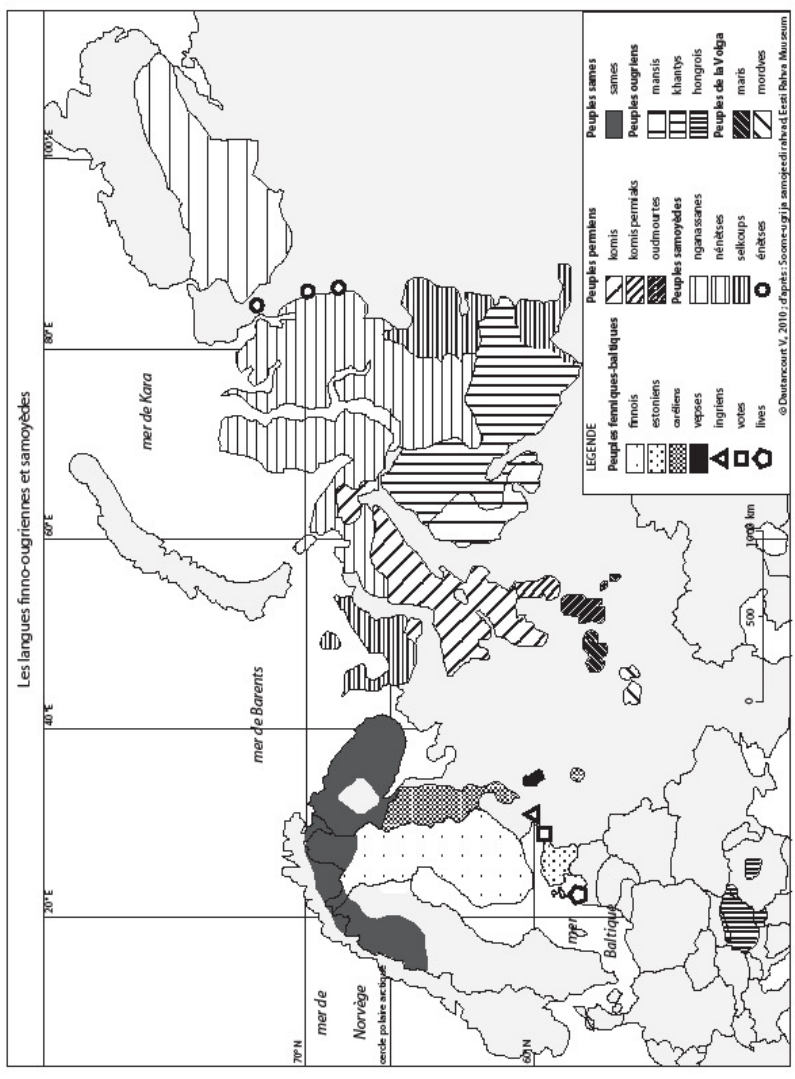 Les langues finno-ougriennes et samoyèdes
20°E
40°E
60°E
80°E
100°E
mer de Kara
mer de Barents
mer de
Norvège
cercle polaire arctique
70° N
60° N
mer
Baltique
0
500
1000 km
LEGENDE
Peuples fenniques-baltiques
finnois
estoniens
caréliens
vepses
ingriens
votes
lives
Peuples permiens
komis
komis permiaks
oudmourtes
Peuples samoyèdes
nganassanes
nénètses
selkoups
énètses
Peuples sames
sames
Peuples ougriens
mansis
khantys
hongrois
Peuples de la Volga
maris
mordves
© Dautancourt V., 2010 ; d'après : Soome-ugri ja samojeedi rahvad, Eesti Rahva Muuseum